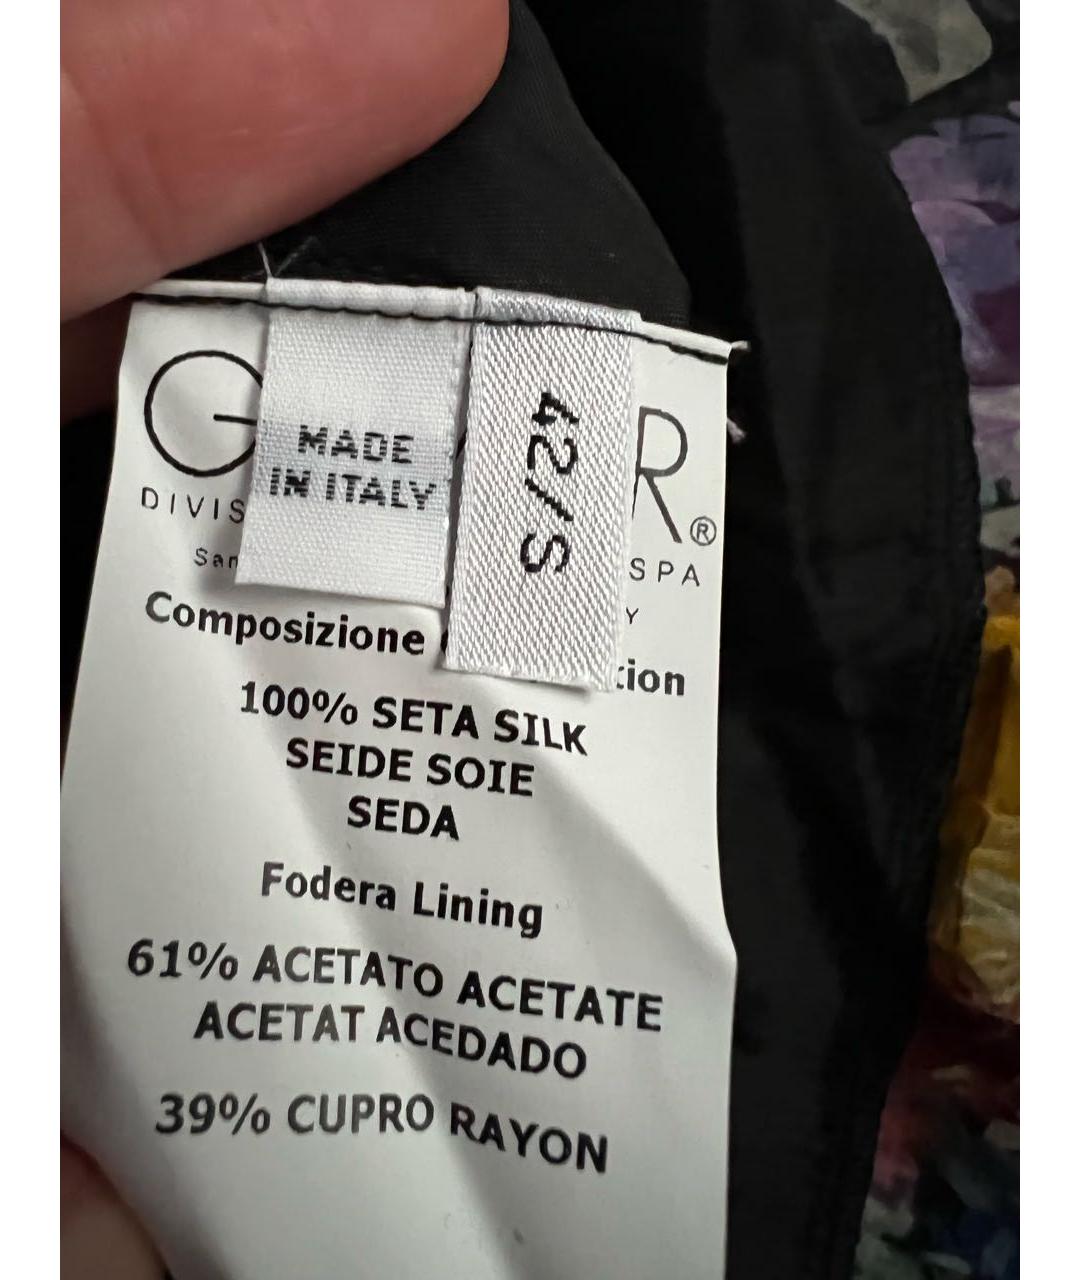 G R®
MADE
IN ITALY
42/S
DIVIS SPA
San Y
Composizione tion
100% SETA SILK
SEIDE SOIE
SEDA
Fodera Lining
61% ACETATO ACETATE
ACETAT ACEDADO
39% CUPRO RAYON